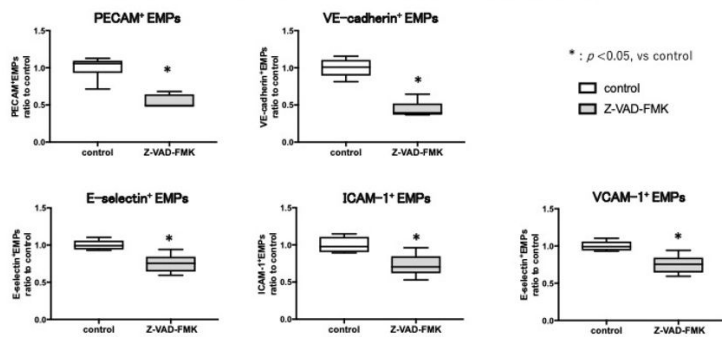 PECAM⁺ EMPs
PECAM⁺EMPs
ratio to control
1.5
1.0
0.5
0.0
control
Z-VAD-FMK
*
VE-cadherin⁺ EMPs
VE-cadherin⁺EMPs
ratio to control
1.5
1.0
0.5
0.0
control
Z-VAD-FMK
*
* : p <0.05, vs control
control
Z-VAD-FMK
E-selectin⁺ EMPs
E-selectin⁺EMPs
ratio to control
1.5
1.0
0.5
0.0
control
Z-VAD-FMK
*
ICAM-1⁺ EMPs
ICAM-1⁺EMPs
ratio to control
1.5
1.0
0.5
0.0
control
Z-VAD-FMK
*
VCAM-1⁺ EMPs
E-selectin⁺EMPs
ratio to control
1.5
1.0
0.5
0.0
control
Z-VAD-FMK
*